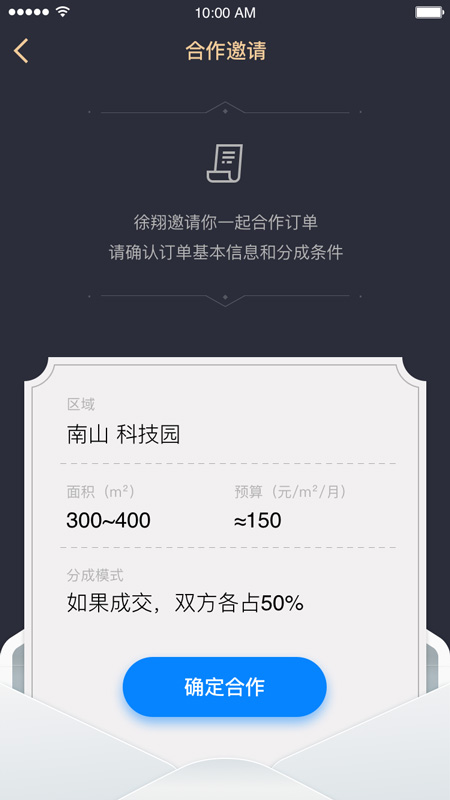 10:00 AM
合作邀请
徐翔邀请你一起合作订单
请确认订单基本信息和分成条件
区域
南山 科技园
面积（m²）
预算（元/m²/月）
300~400
≈150
分成模式
如果成交，双方各占50%
确定合作